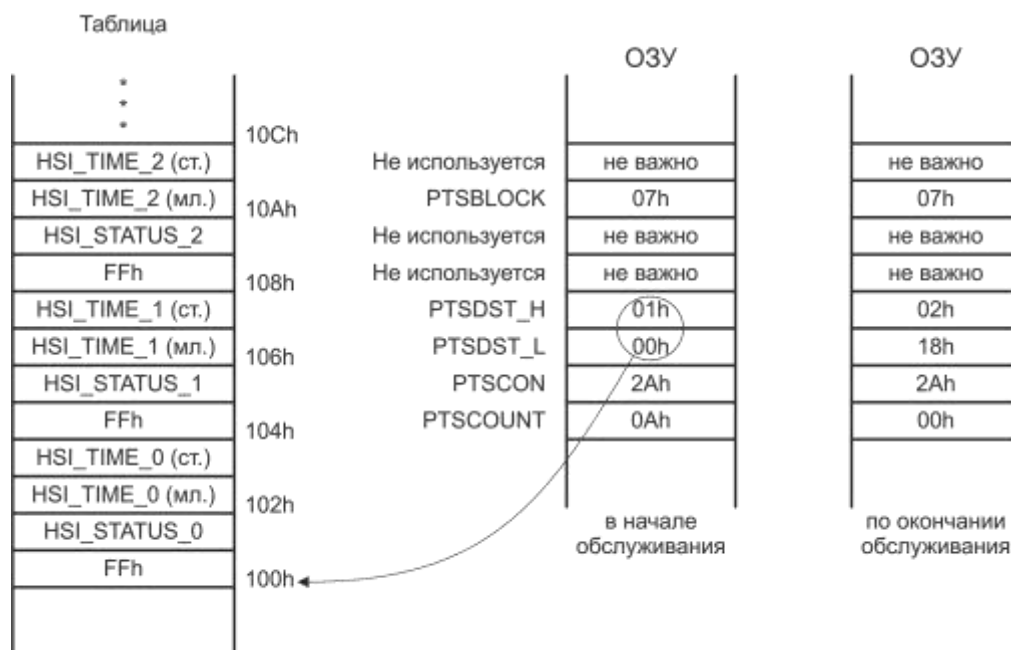 Таблица
ОЗУ
ОЗУ
*
*
*
10Ch
HSI_TIME_2 (ст.)
Не используется
не важно
не важно
HSI_TIME_2 (мл.)
10Ah
PTSBLOCK
07h
07h
HSI_STATUS_2
Не используется
не важно
не важно
FFh
108h
Не используется
не важно
не важно
HSI_TIME_1 (ст.)
PTSDST_H
01h
02h
HSI_TIME_1 (мл.)
106h
PTSDST_L
00h
18h
HSI_STATUS_1
PTSCON
2Ah
2Ah
FFh
104h
PTSCOUNT
0Ah
00h
HSI_TIME_0 (ст.)
HSI_TIME_0 (мл.)
102h
HSI_STATUS_0
FFh
100h
в начале
обслуживания
по окончании
обслуживания